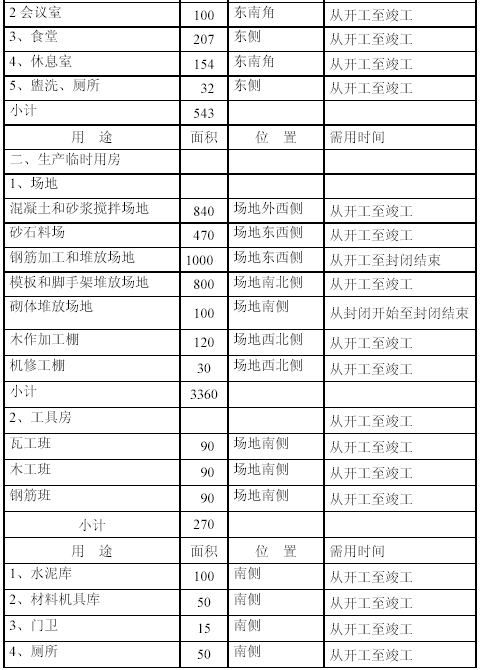 2会议室 100 东南角 从开工至竣工
3、食堂 207 东侧 从开工至竣工
4、休息室 154 东南角 从开工至竣工
5、盥洗、厕所 32 东侧 从开工至竣工
小计 543
用 途 面积 位 置 需用时间
二、生产临时用房
1、场地
混凝土和砂浆搅拌场地 840 场地外西侧 从开工至竣工
砂石料场 470 场地东西侧 从开工至竣工
钢筋加工和堆放场地 1000 场地东西侧 从开工至封闭结束
模板和脚手架堆放场地 800 场地南北侧 从开工至竣工
砌体堆放场地 100 场地南侧 从封闭开始至封闭结束
木作加工棚 120 场地西北侧 从开工至竣工
机修工棚 30 场地西北侧 从开工至竣工
小计 3360
2、工具房 从开工至竣工
瓦工班 90 场地南侧 从开工至竣工
木工班 90 场地南侧 从开工至竣工
钢筋班 90 场地南侧 从开工至竣工
小计 270
用 途 面积 位 置 需用时间
1、水泥库 100 南侧 从开工至竣工
2、材料机具库 50 南侧 从开工至竣工
3、门卫 15 南侧 从开工至竣工
4、厕所 50 南侧 从开工至竣工